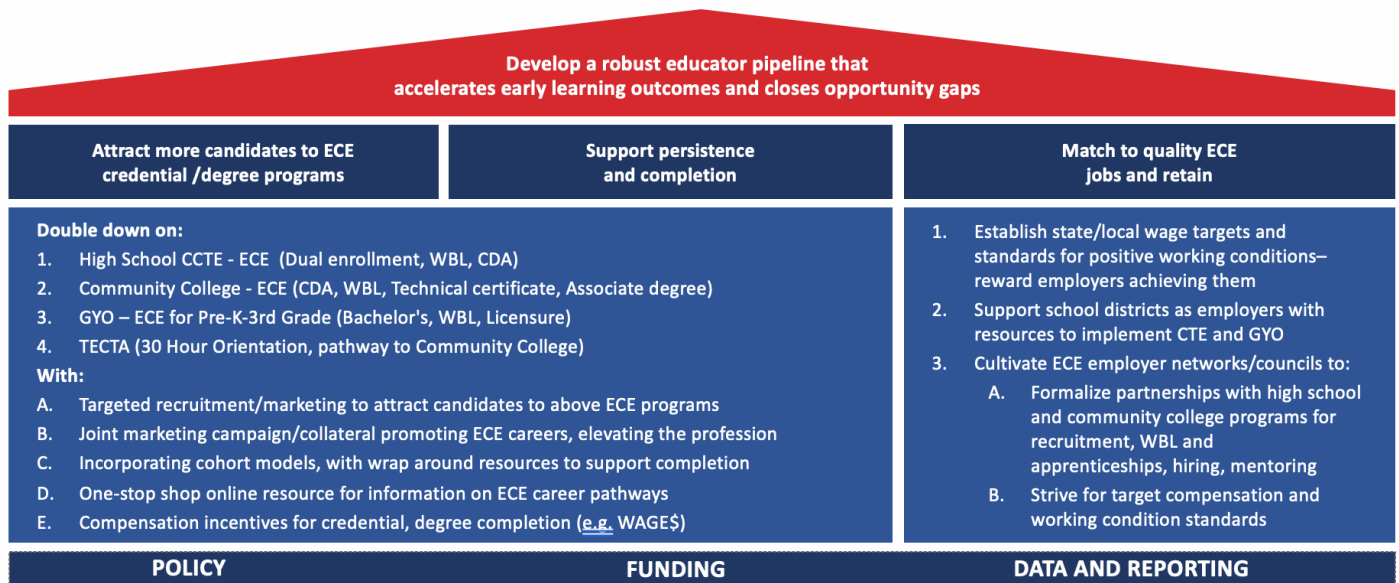 Develop a robust educator pipeline that
accelerates early learning outcomes and closes opportunity gaps
Attract more candidates to ECE
credential /degree programs
Support persistence
and completion
Match to quality ECE
jobs and retain
Double down on:
1. High School CCTE - ECE (Dual enrollment, WBL, CDA)
2. Community College - ECE (CDA, WBL, Technical certificate, Associate degree)
3. GYO – ECE for Pre-K-3rd Grade (Bachelor's, WBL, Licensure)
4. TECTA (30 Hour Orientation, pathway to Community College)
With:
A. Targeted recruitment/marketing to attract candidates to above ECE programs
B. Joint marketing campaign/collateral promoting ECE careers, elevating the profession
C. Incorporating cohort models, with wrap around resources to support completion
D. One-stop shop online resource for information on ECE career pathways
E. Compensation incentives for credential, degree completion (e.g. WAGE$)
1. Establish state/local wage targets and
standards for positive working conditions–
reward employers achieving them
2. Support school districts as employers with
resources to implement CTE and GYO
3. Cultivate ECE employer networks/councils to:
A. Formalize partnerships with high school
and community college programs for
recruitment, WBL and
apprenticeships, hiring, mentoring
B. Strive for target compensation and
working condition standards
POLICY
FUNDING
DATA AND REPORTING